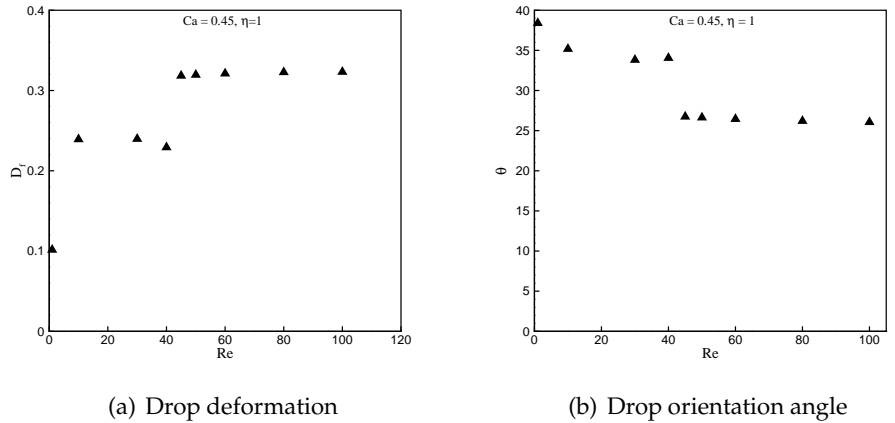 Ca = 0.45, η=1
0.4
0.3
0.2
0.1
0
D_f
0 20 40 60 80 100 120
Re
(a) Drop deformation
Ca = 0.45, η = 1
40
35
30
25
20
15
10
5
0
θ
0 20 40 60 80 100
Re
(b) Drop orientation angle